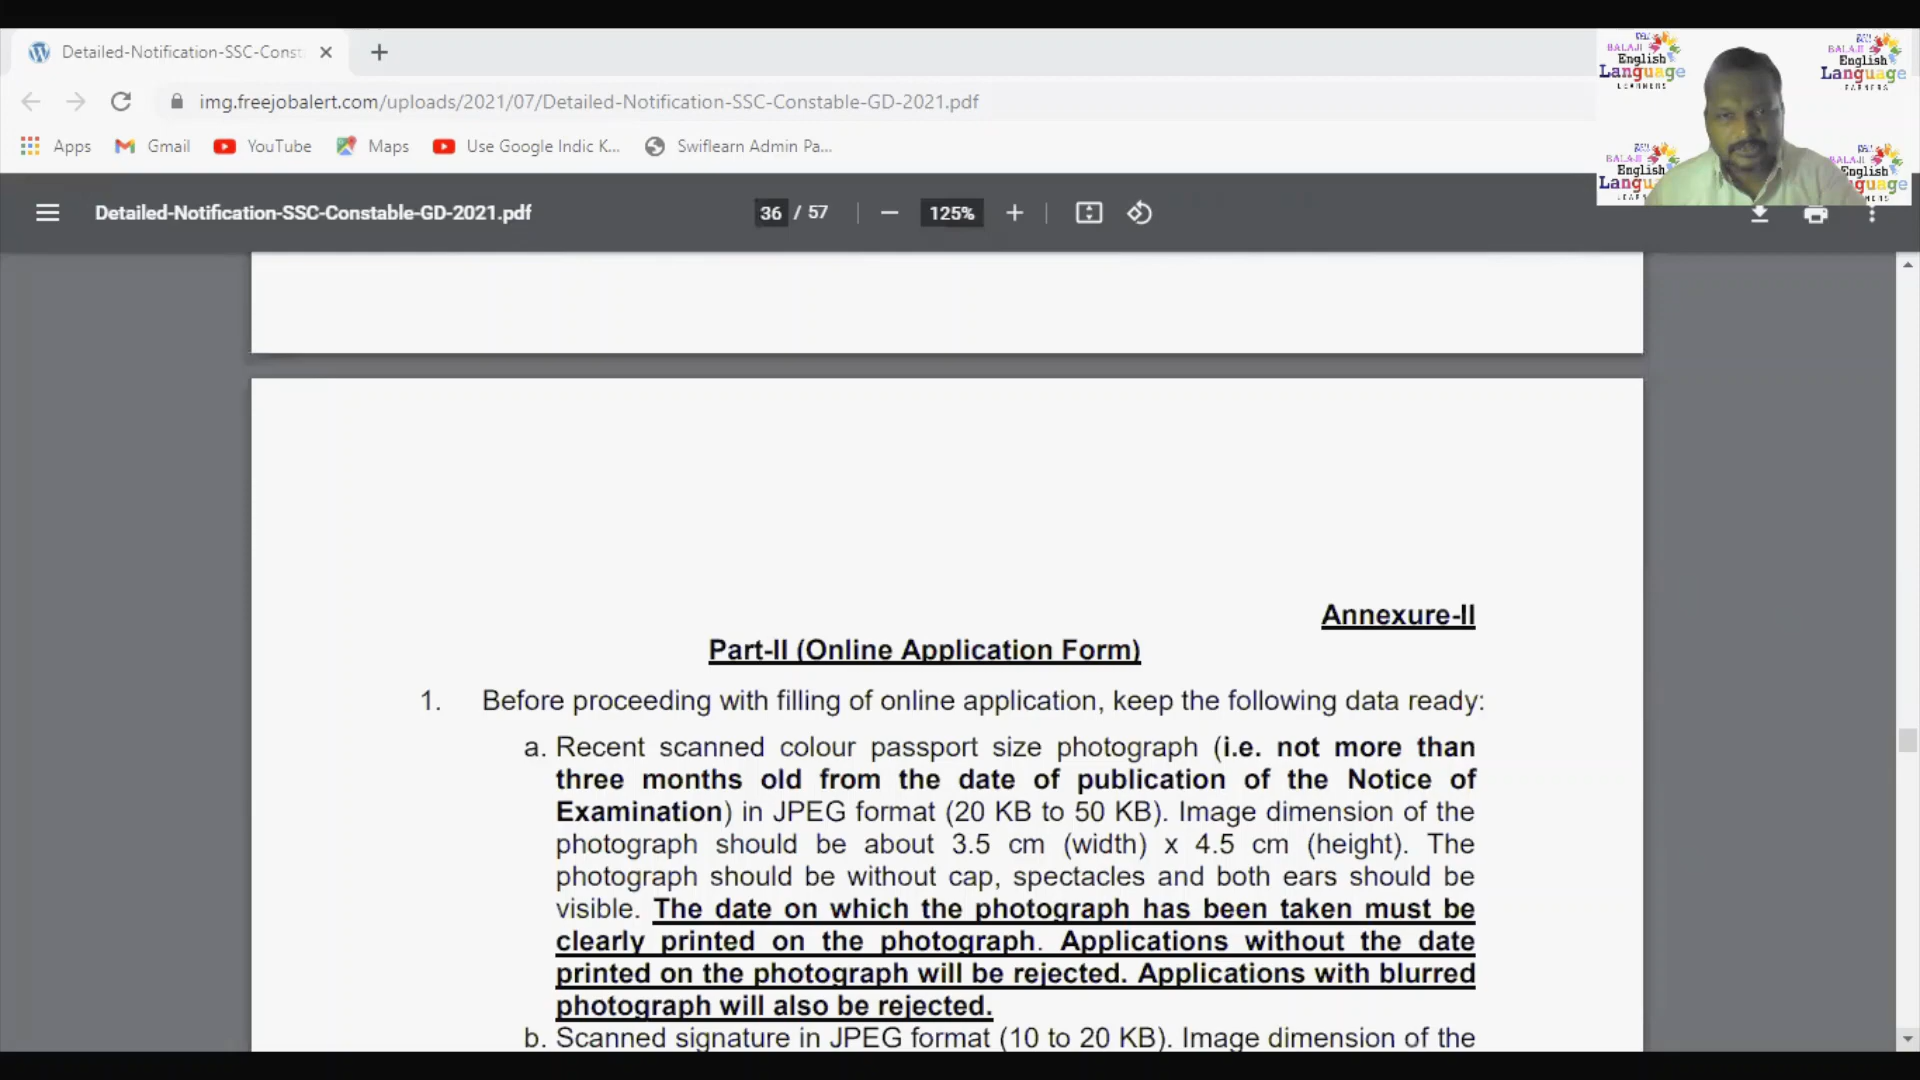 Detailed-Notification-SSC-Const
img.freejobalert.com/uploads/2021/07/Detailed-Notification-SSC-Constable-GD-2021.pdf
Apps Gmail YouTube Maps Use Google Indic K... Swiflearn Admin Pa...
BALAJI English Language LEARNERS
BALAJI English Language
BALAJI English
BALAJI English
Detailed-Notification-SSC-Constable-GD-2021.pdf 36 / 57 125%
Annexure-II
Part-II (Online Application Form)
1. Before proceeding with filling of online application, keep the following data ready:
a. Recent scanned colour passport size photograph (i.e. not more than
three months old from the date of publication of the Notice of
Examination) in JPEG format (20 KB to 50 KB). Image dimension of the
photograph should be about 3.5 cm (width) x 4.5 cm (height). The
photograph should be without cap, spectacles and both ears should be
visible. The date on which the photograph has been taken must be
clearly printed on the photograph. Applications without the date
printed on the photograph will be rejected. Applications with blurred
photograph will also be rejected.
b. Scanned signature in JPEG format (10 to 20 KB). Image dimension of the